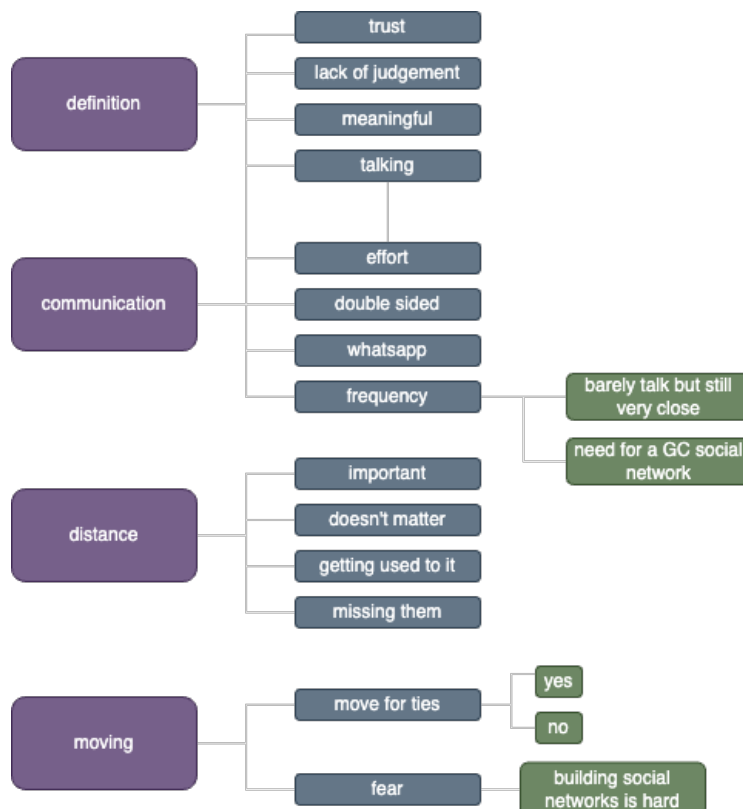 definition
trust
lack of judgement
meaningful
talking
communication
effort
double sided
whatsapp
frequency
barely talk but still
very close
need for a GC social
network
distance
important
doesn't matter
getting used to it
missing them
moving
move for ties
yes
no
fear
building social
networks is hard